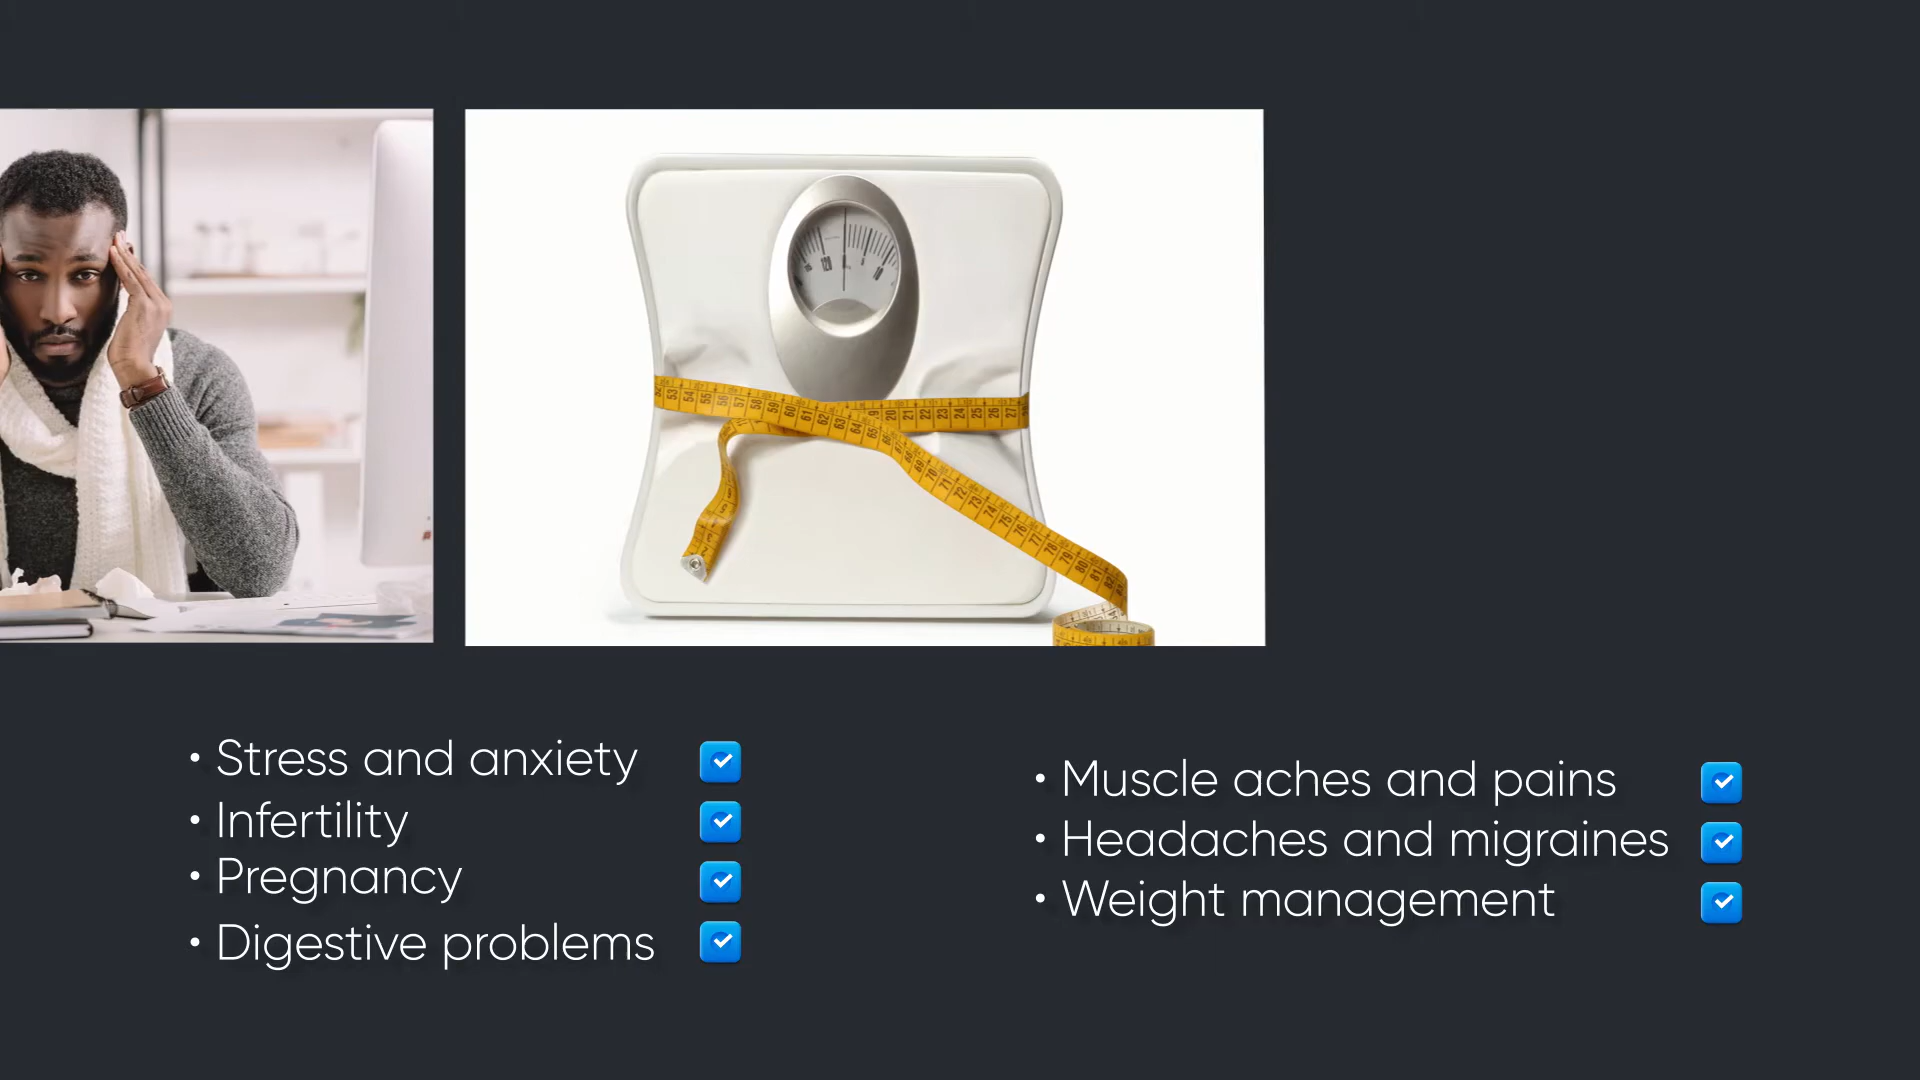 • Stress and anxiety
• Infertility
• Pregnancy
• Digestive problems
• Muscle aches and pains
• Headaches and migraines
• Weight management